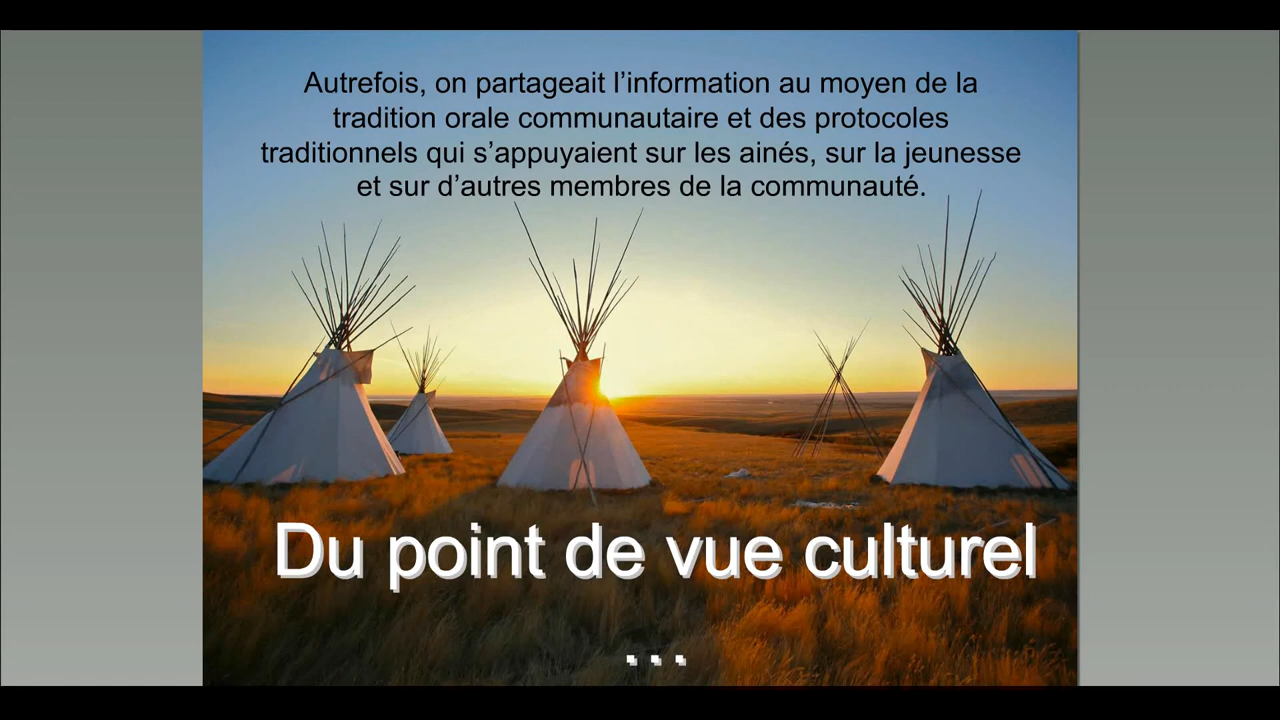 Autrefois, on partageait l’information au moyen de la
tradition orale communautaire et des protocoles
traditionnels qui s’appuyaient sur les ainés, sur la jeunesse
et sur d’autres membres de la communauté.
Du point de vue culturel
...